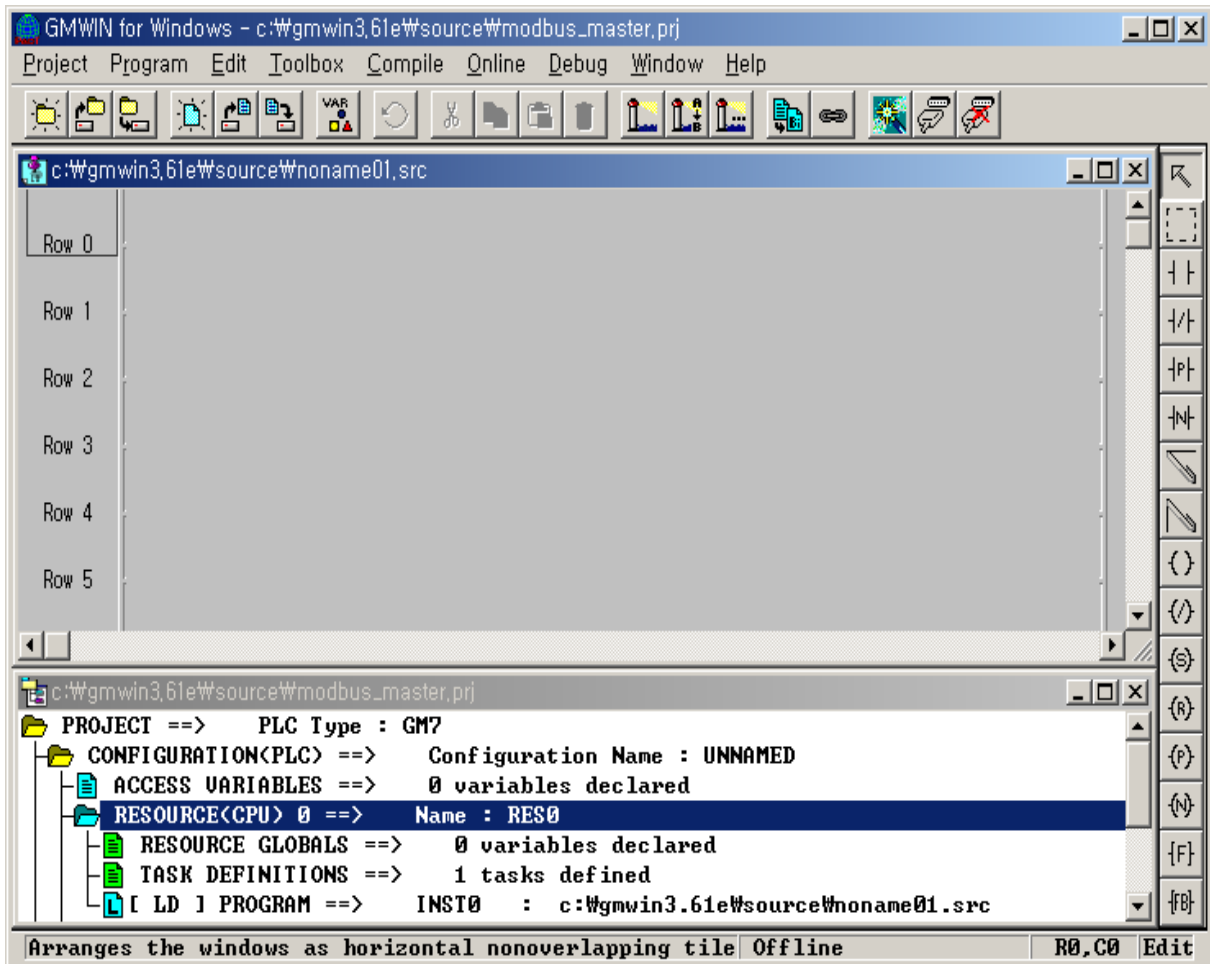 GMWIN for Windows - c:₩gmwin3,61e₩source₩modbus_master,prj
Project Program Edit Toolbox Compile Online Debug Window Help
VAR
A
B
c:₩gmwin3,61e₩source₩noname01,src
Row 0
Row 1
Row 2
Row 3
Row 4
Row 5
P
N
(S)
(R)
(P)
(N)
{F}
{FB}
c:₩gmwin3,61e₩source₩modbus_master,prj
PROJECT ==> PLC Type : GM7
CONFIGURATION(PLC) ==> Configuration Name : UNNAMED
ACCESS VARIABLES ==> 0 variables declared
RESOURCE(CPU) 0 ==> Name : RES0
RESOURCE GLOBALS ==> 0 variables declared
TASK DEFINITIONS ==> 1 tasks defined
L [ LD ] PROGRAM ==> INST0 : c:₩gmwin3.61e₩source₩noname01.src
Arranges the windows as horizontal nonoverlapping tile Offline R0,C0 Edit